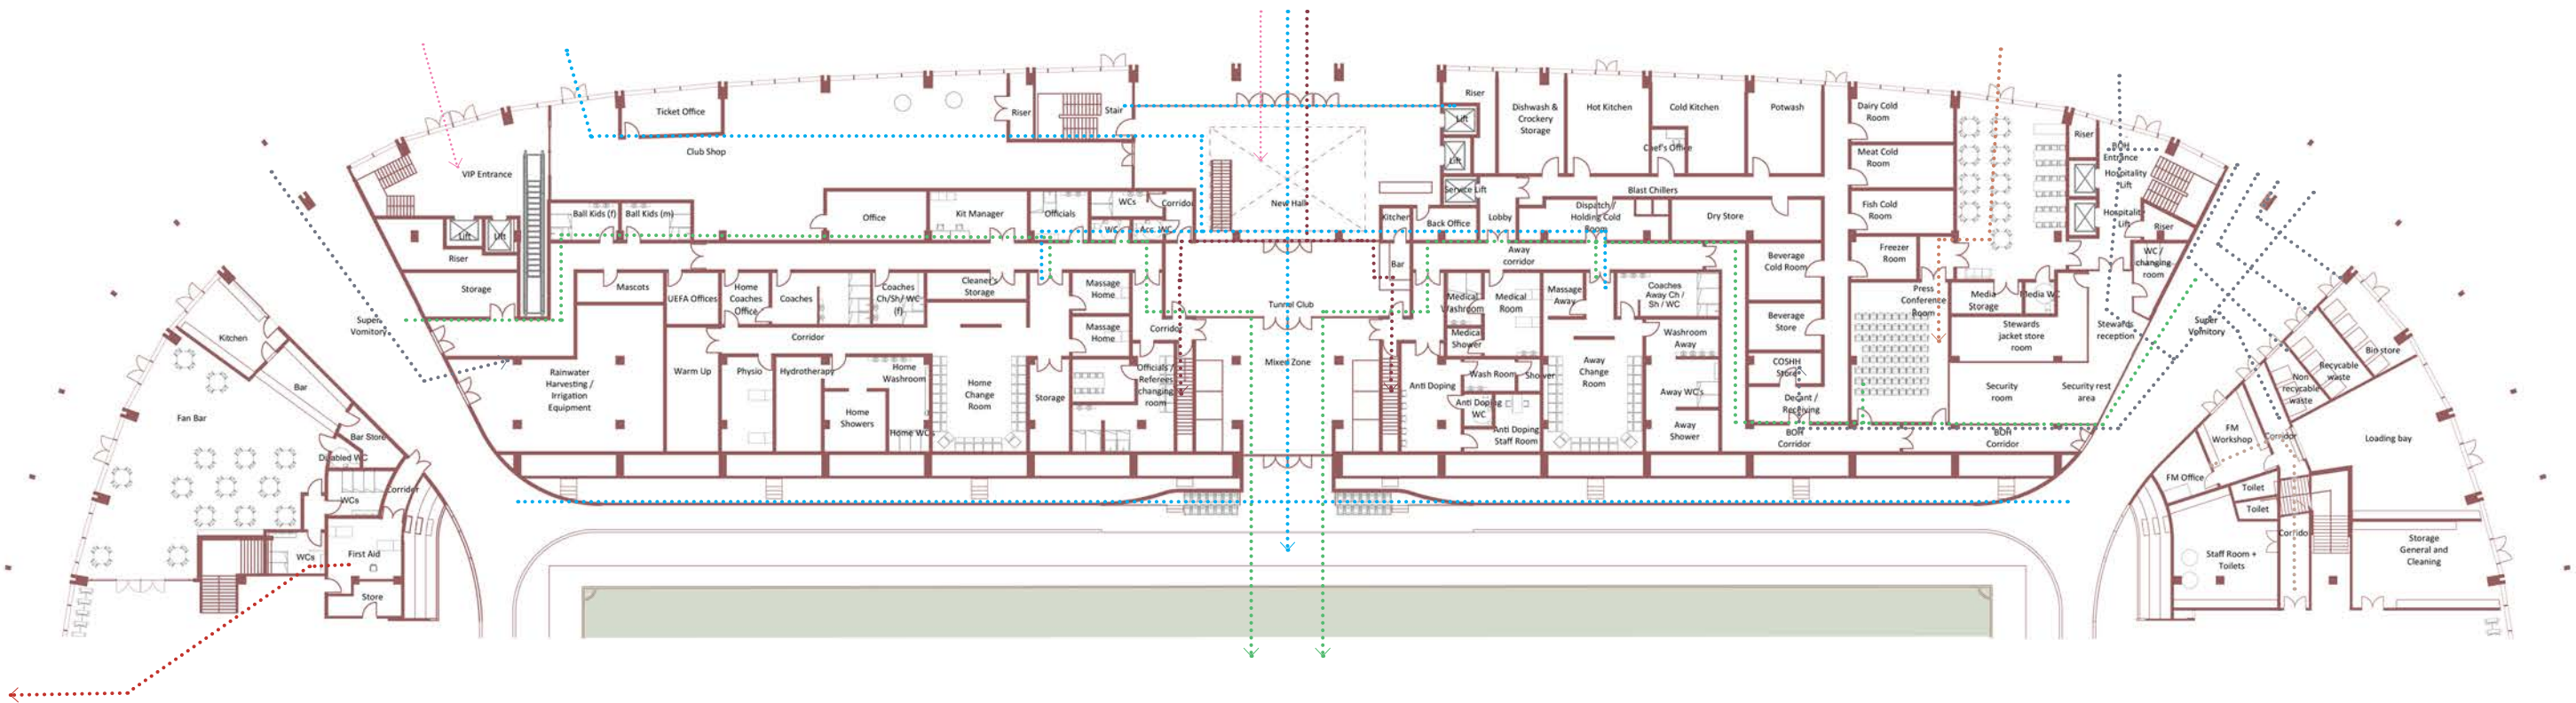 VIP Entrance
Ticket Office
Club Shop
Riser
Stair
New Hall
Riser
Lift
Lift
Service Lift
Dishwash &
Crockery
Storage
Hot Kitchen
Cold Kitchen
Chef's Office
Potwash
Dairy Cold
Room
Meat Cold
Room
Fish Cold
Room
Freezer
Room
Riser
BOH
Entrance
Hospitality
Lift
Hospitality
Lift
Riser
WC /
changing
room
Lift
Lift
Riser
Storage
Ball Kids (f)
Ball Kids (m)
Office
Kit Manager
Officials
WCs
Corridor
WC
Acc. WC
Kitchen
Back Office
Lobby
Blast Chillers
Dispatch /
Holding Cold
Room
Dry Store
Bar
Away
corridor
Beverage
Cold Room
Beverage
Store
COSHH
Store
Decant /
Receiving
BOH
Corridor
Press
Conference
Room
Media
Storage
Media WC
Stewards
jacket store
room
Stewards
reception
Security
room
Security rest
area
BOH
Corridor
Super
Vomitory
Super
Vomitory
Mascots
UEFA Offices
Home
Coaches
Office
Coaches
Coaches
Ch/Sh/ WC
(f)
Cleaner's
Storage
Massage
Home
Massage
Home
Corridor
Corridor
Rainwater
Harvesting /
Irrigation
Equipment
Warm Up
Physio
Hydrotherapy
Home
Washroom
Home
Showers
Home WCs
Home
Change
Room
Storage
Officials /
Referees
changing
room
Tunnel Club
Mixed Zone
Anti Doping
Medical
Washroom
Medical
Shower
Medical
Room
Massage
Away
Coaches
Away Ch /
Sh / WC
Wash Room
Shower
Anti Doping
WC
Anti Doping
Staff Room
Away
Change
Room
Washroom
Away
Away WC's
Away
Shower
Kitchen
Bar
Fan Bar
Bar Store
Disabled WC
WCs
Corridor
WCs
First Aid
Store
Bin store
Recyclable
waste
Non
recyclable
waste
FM
Workshop
Corridor
Loading bay
FM Office
Toilet
Toilet
Corridor
Staff Room +
Toilets
Storage
General and
Cleaning